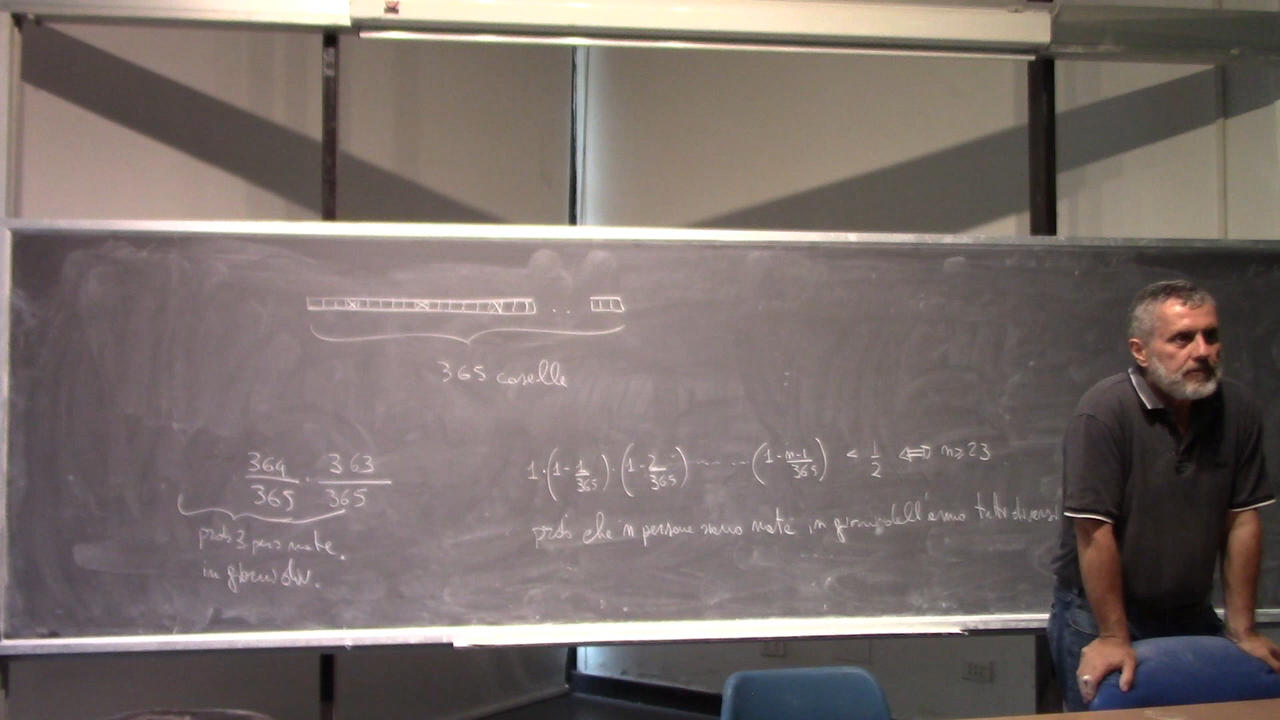 365 caselle
364/365 · 363/365
prob 3 pers nate
in giorni div.
1·(1-1/365)·(1-2/365)·······(1-n-1/365) < 1/2 ⟺ n≥23
prob che n persone siano nate in giorni dell'anno tutti diversi